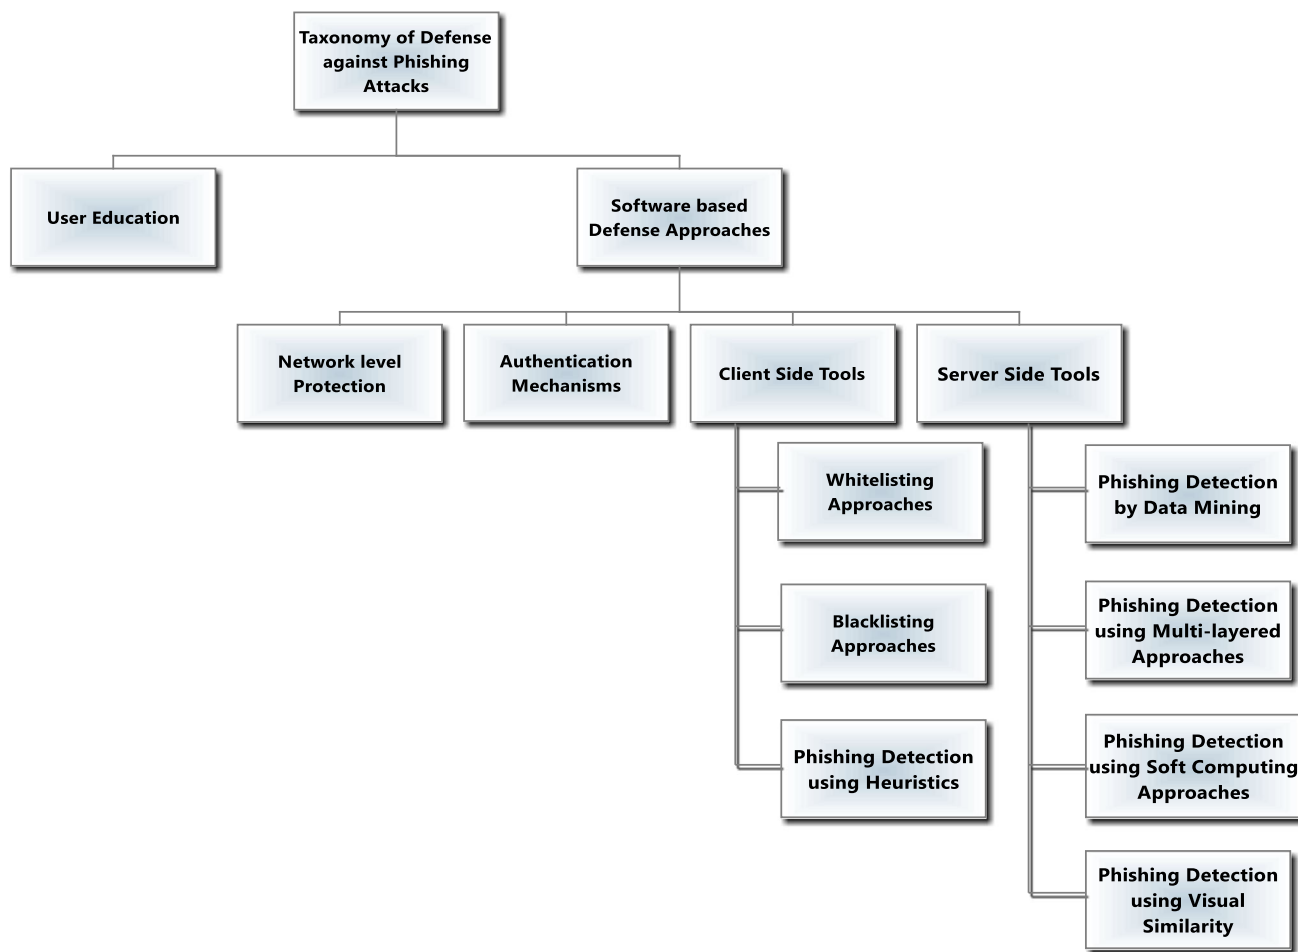 Taxonomy of Defense
against Phishing
Attacks
User Education
Software based
Defense Approaches
Network level
Protection
Authentication
Mechanisms
Client Side Tools
Server Side Tools
Whitelisting
Approaches
Blacklisting
Approaches
Phishing Detection
using Heuristics
Phishing Detection
by Data Mining
Phishing Detection
using Multi-layered
Approaches
Phishing Detection
using Soft Computing
Approaches
Phishing Detection
using Visual
Similarity